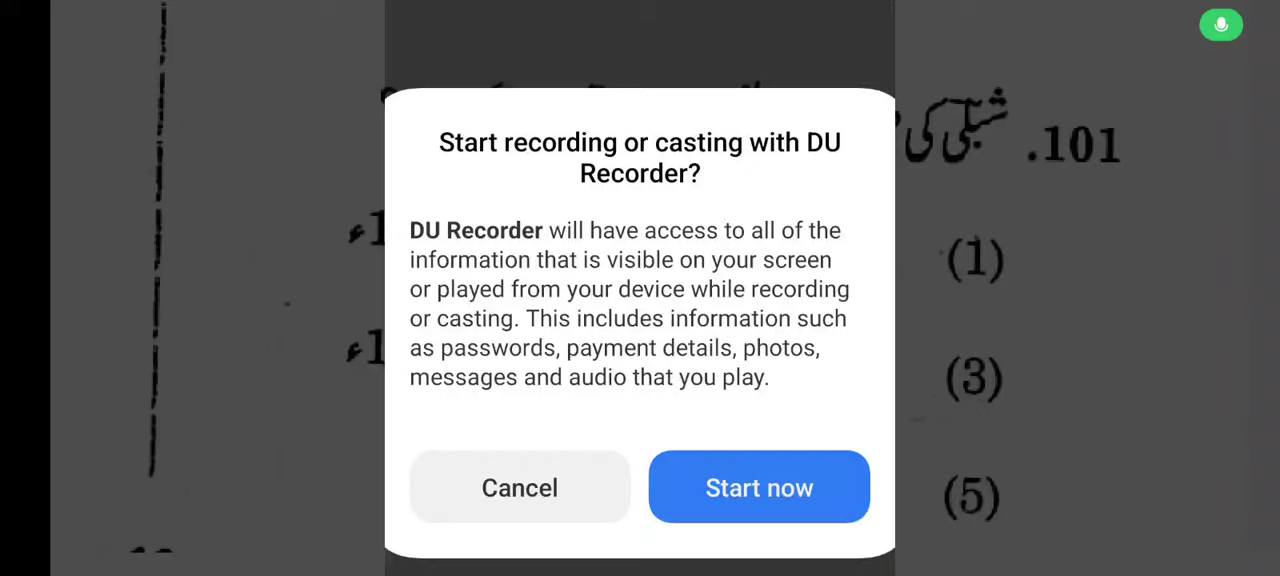 شبلی کی .101
Start recording or casting with DU
Recorder?
DU Recorder will have access to all of the
information that is visible on your screen
or played from your device while recording
or casting. This includes information such
as passwords, payment details, photos,
messages and audio that you play.
(1)
(3)
(5)
Cancel
Start now